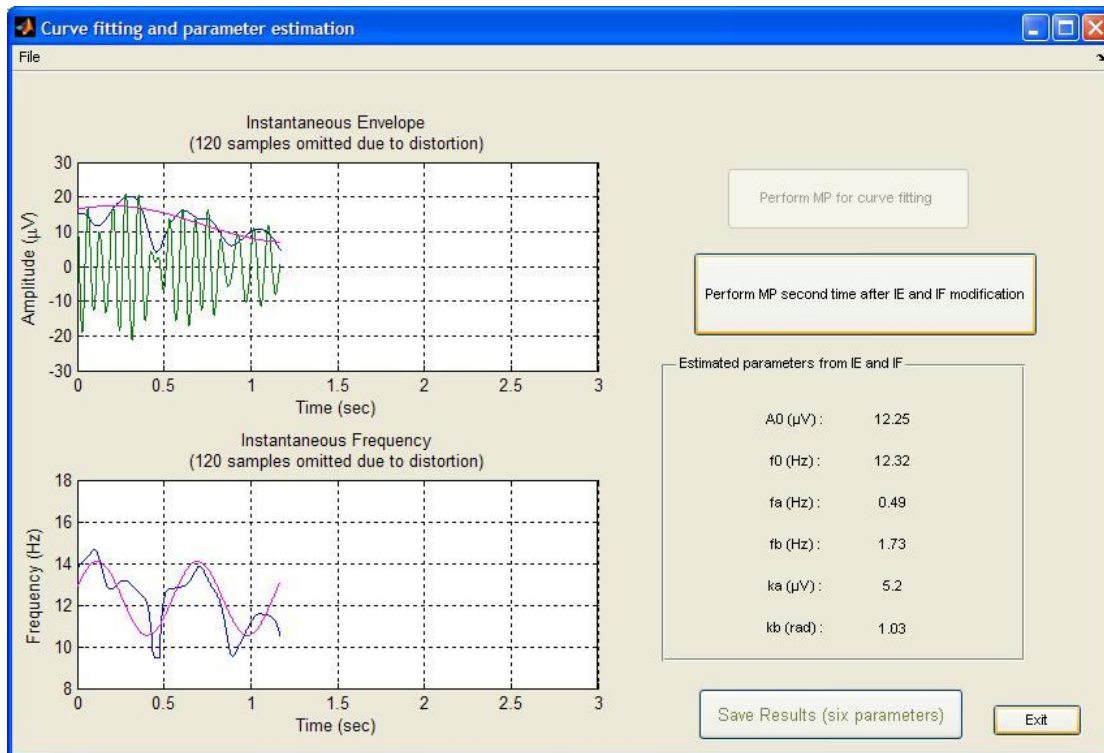 Curve fitting and parameter estimation
File
Instantaneous Envelope
(120 samples omitted due to distortion)
30
20
10
0
-10
-20
-30
Amplitude (µV)
0 0.5 1 1.5 2 2.5 3
Time (sec)
Instantaneous Frequency
(120 samples omitted due to distortion)
18
16
14
12
10
8
Frequency (Hz)
0 0.5 1 1.5 2 2.5 3
Time (sec)
Perform MP for curve fitting
Perform MP second time after IE and IF modification
Estimated parameters from IE and IF
A0 (µV) : 12.25
f0 (Hz) : 12.32
fa (Hz) : 0.49
fb (Hz) : 1.73
ka (µV) : 5.2
kb (rad) : 1.03
Save Results (six parameters)
Exit